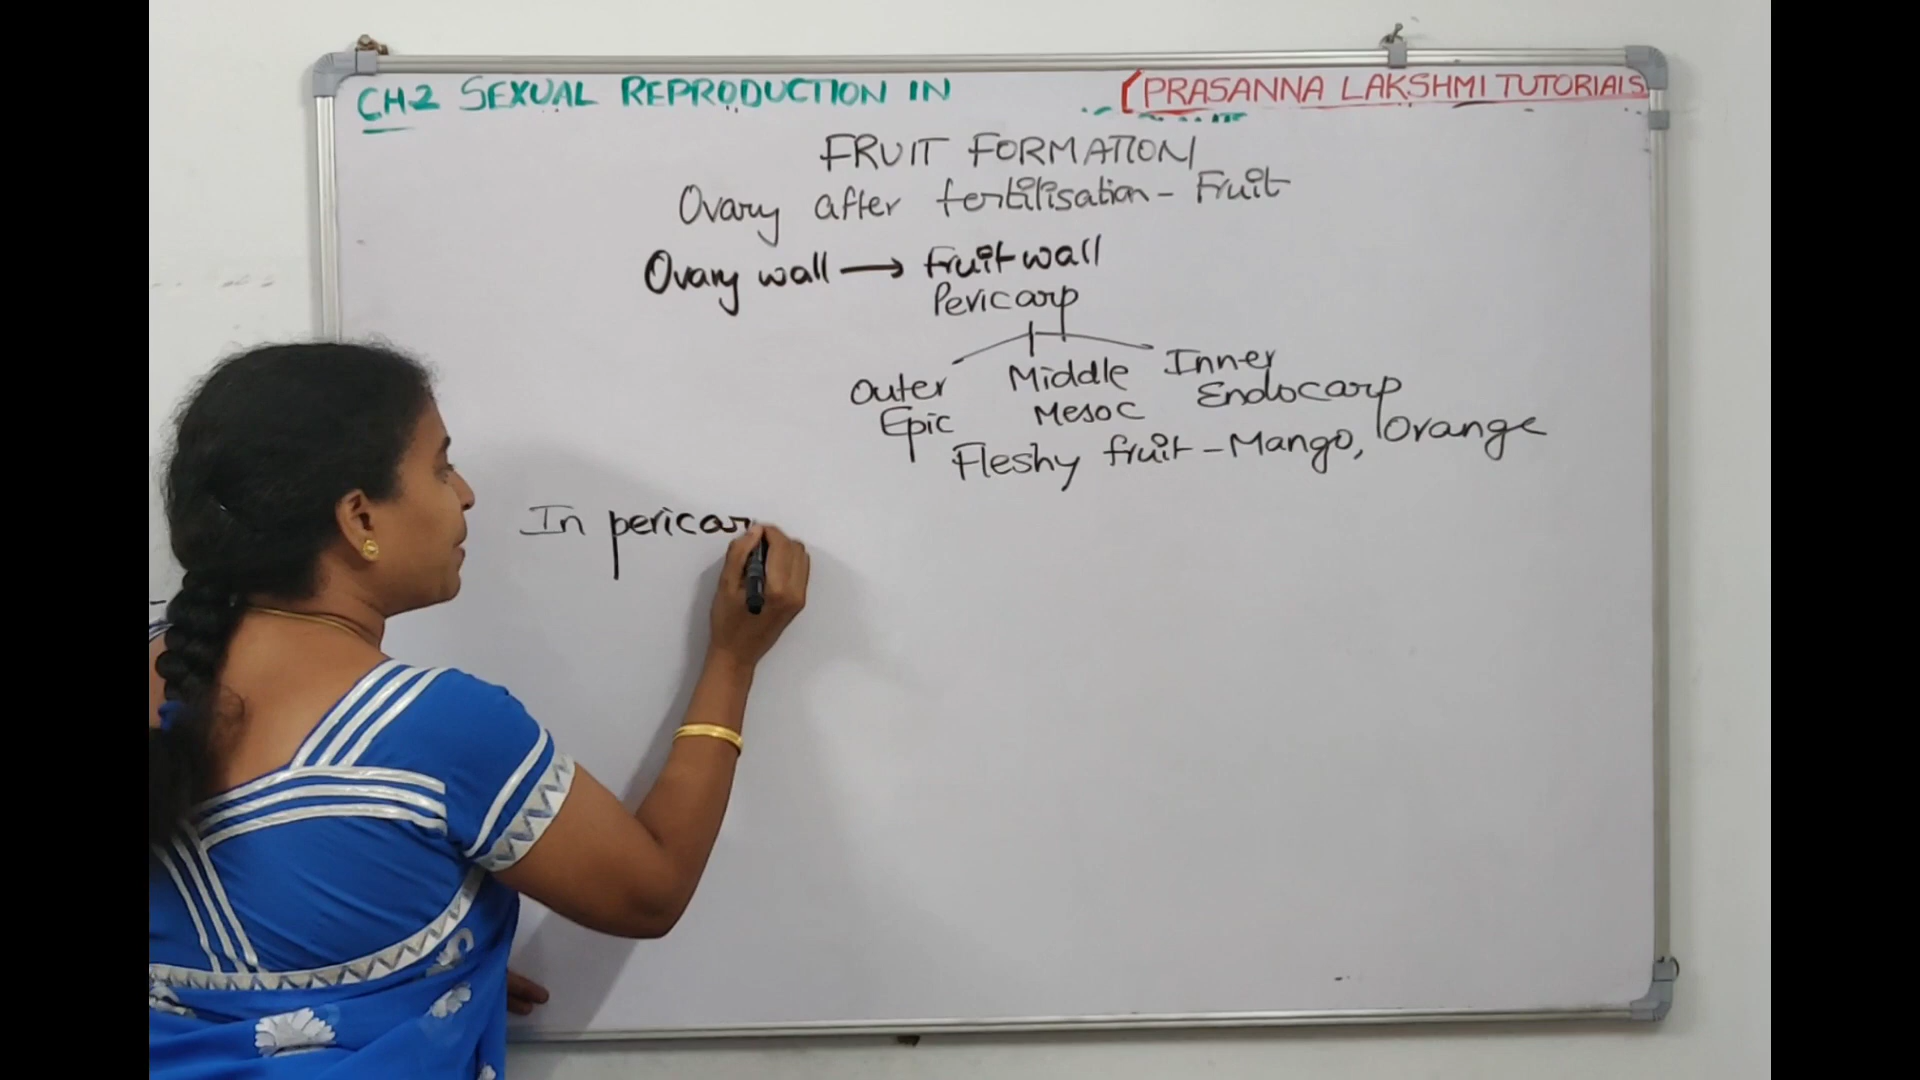 CH2 SEXUAL REPRODUCTION IN
PRASANNA LAKSHMI TUTORIALS
FRUIT FORMATION
Ovary after fertilisation - Fruit
Ovary wall → fruit wall
Pericarp
Outer Middle Inner
Epic Mesoc Endocarp
Fleshy fruit - Mango, Orange
In pericar